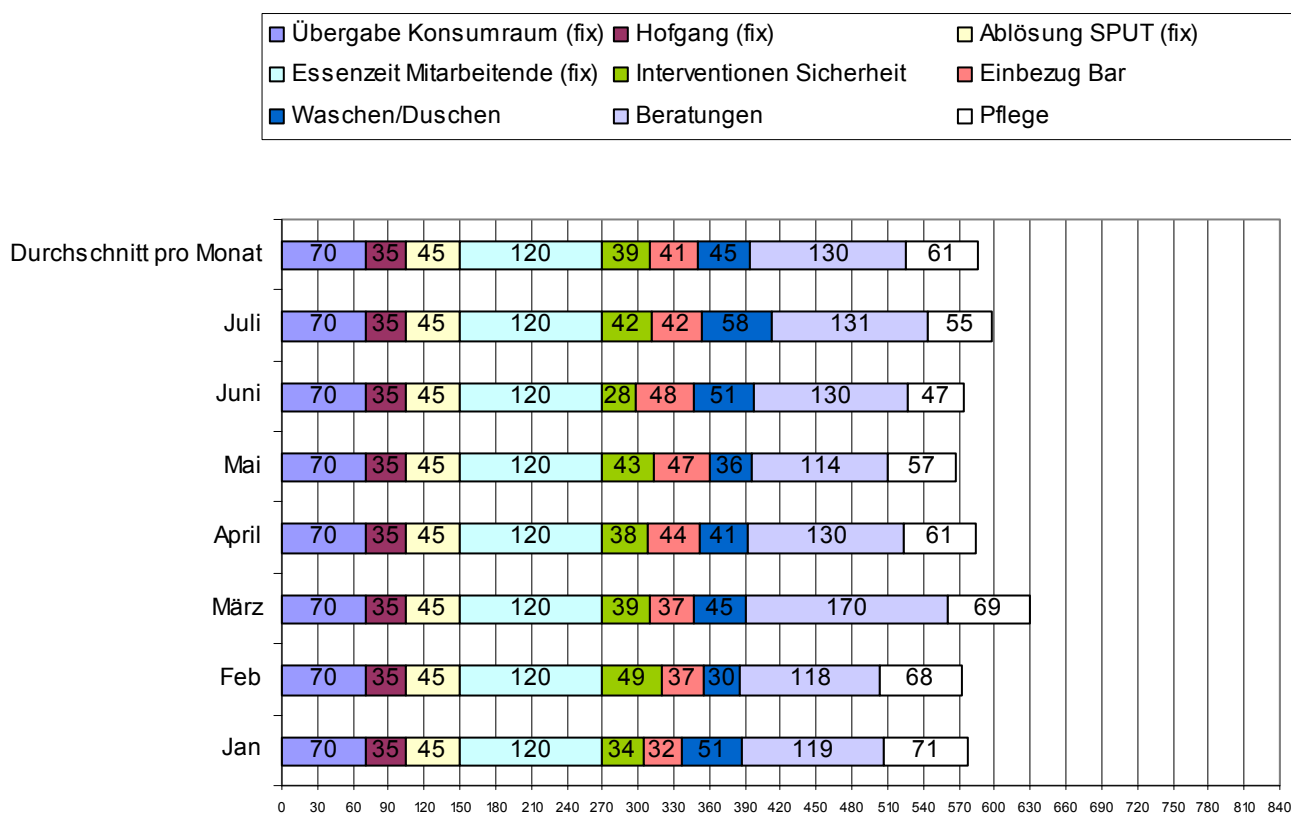 Übergabe Konsumraum (fix) Hofgang (fix) Ablösung SPUT (fix)
Essenzeit Mitarbeitende (fix) Interventionen Sicherheit Einbezug Bar
Waschen/Duschen Beratungen Pflege
Durchschnitt pro Monat 70 35 45 120 39 41 45 130 61
Juli 70 35 45 120 42 42 58 131 55
Juni 70 35 45 120 28 48 51 130 47
Mai 70 35 45 120 43 47 36 114 57
April 70 35 45 120 38 44 41 130 61
März 70 35 45 120 39 37 45 170 69
Feb 70 35 45 120 49 37 30 118 68
Jan 70 35 45 120 34 32 51 119 71
0 30 60 90 120 150 180 210 240 270 300 330 360 390 420 450 480 510 540 570 600 630 660 690 720 750 780 810 840